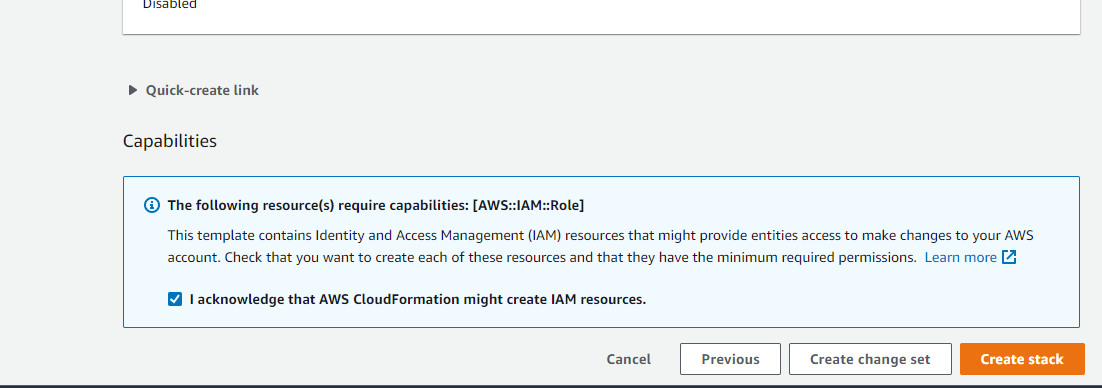 Disabled
Quick-create link
Capabilities
The following resource(s) require capabilities: [AWS::IAM::Role]
This template contains Identity and Access Management (IAM) resources that might provide entities access to make changes to your AWS
account. Check that you want to create each of these resources and that they have the minimum required permissions. Learn more
I acknowledge that AWS CloudFormation might create IAM resources.
Cancel Previous Create change set Create stack